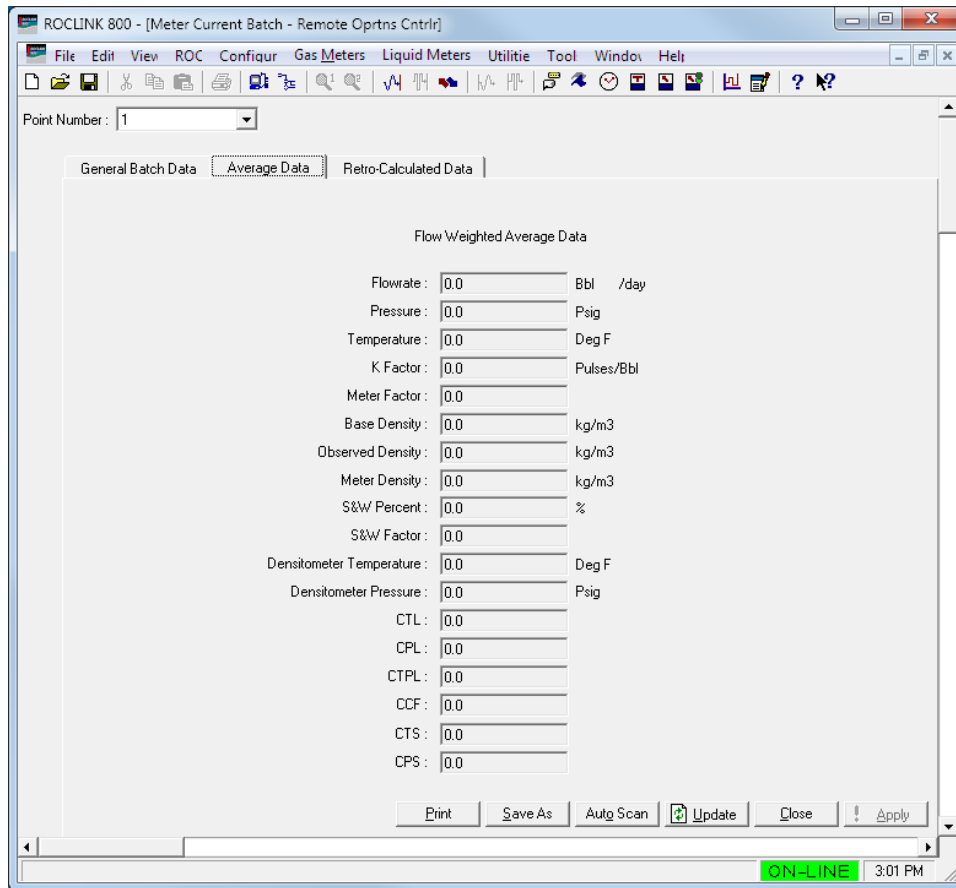 ROCLINK 800 - [Meter Current Batch - Remote Oprtns Cntrlr]
File Edit View ROC Configur Gas Meters Liquid Meters Utilitie Tool Windov Help
Point Number : 1
General Batch Data Average Data Retro-Calculated Data
Flow Weighted Average Data
Flowrate : 0.0 Bbl /day
Pressure : 0.0 Psig
Temperature : 0.0 Deg F
K Factor : 0.0 Pulses/Bbl
Meter Factor : 0.0
Base Density : 0.0 kg/m3
Observed Density : 0.0 kg/m3
Meter Density : 0.0 kg/m3
S&W Percent : 0.0 %
S&W Factor : 0.0
Densitometer Temperature : 0.0 Deg F
Densitometer Pressure : 0.0 Psig
CTL : 0.0
CPL : 0.0
CTPL : 0.0
CCF : 0.0
CTS : 0.0
CPS : 0.0
Print Save As Auto Scan Update Close ! Apply
ON-LINE 3:01 PM